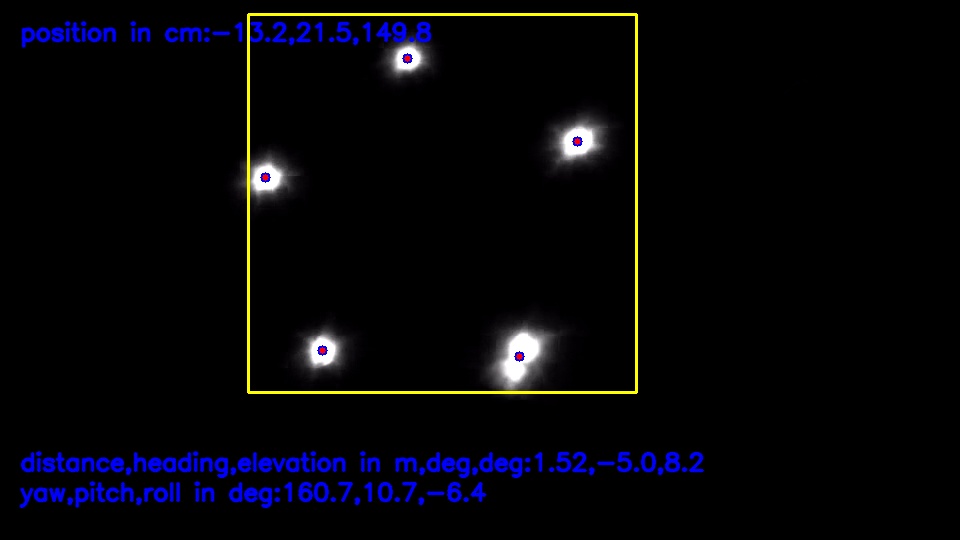 position in cm:-13.2,21.5,149.8
distance,heading,elevation in m,deg,deg:1.52,-5.0,8.2
yaw,pitch,roll in deg:160.7,10.7,-6.4